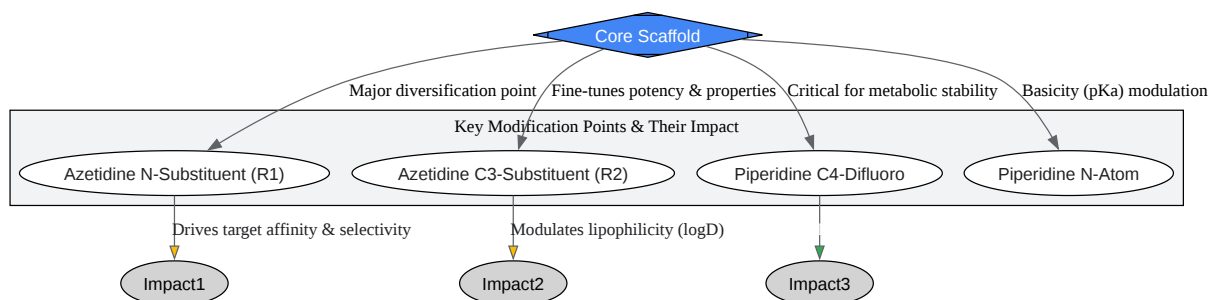 Core Scaffold
Major diversification point
Fine-tunes potency & properties
Critical for metabolic stability
Basicity (pKa) modulation
Key Modification Points & Their Impact
Azetidine N-Substituent (R1)
Azetidine C3-Substituent (R2)
Piperidine C4-Difluoro
Piperidine N-Atom
Drives target affinity & selectivity
Modulates lipophilicity (logD)
Impact1
Impact2
Impact3